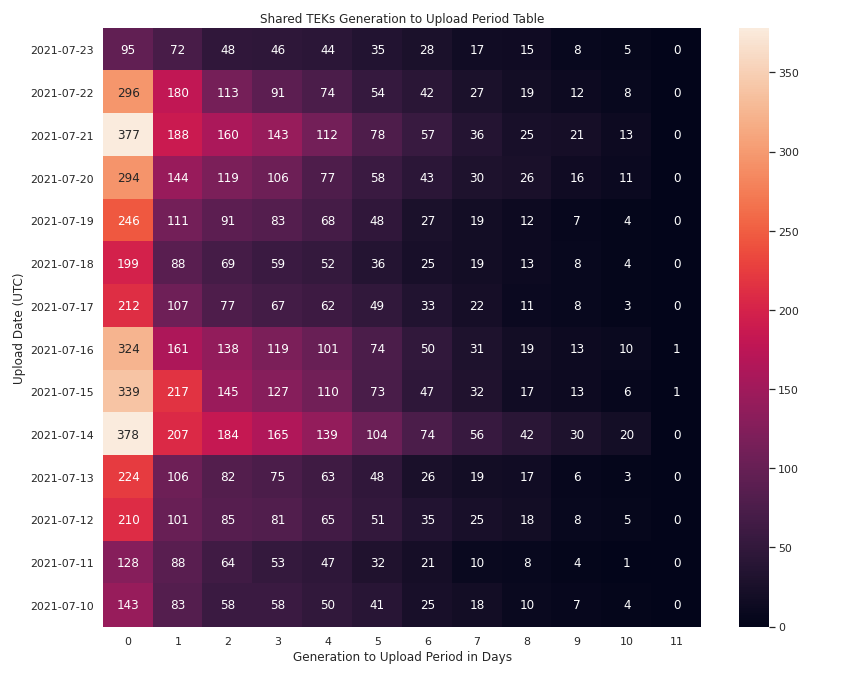 Shared TEKs Generation to Upload Period Table
2021-07-23 95 72 48 46 44 35 28 17 15 8 5 0
2021-07-22 296 180 113 91 74 54 42 27 19 12 8 0
2021-07-21 377 188 160 143 112 78 57 36 25 21 13 0
2021-07-20 294 144 119 106 77 58 43 30 26 16 11 0
2021-07-19 246 111 91 83 68 48 27 19 12 7 4 0
2021-07-18 199 88 69 59 52 36 25 19 13 8 4 0
2021-07-17 212 107 77 67 62 49 33 22 11 8 3 0
2021-07-16 324 161 138 119 101 74 50 31 19 13 10 1
2021-07-15 339 217 145 127 110 73 47 32 17 13 6 1
2021-07-14 378 207 184 165 139 104 74 56 42 30 20 0
2021-07-13 224 106 82 75 63 48 26 19 17 6 3 0
2021-07-12 210 101 85 81 65 51 35 25 18 8 5 0
2021-07-11 128 88 64 53 47 32 21 10 8 4 1 0
2021-07-10 143 83 58 58 50 41 25 18 10 7 4 0
0 1 2 3 4 5 6 7 8 9 10 11
Generation to Upload Period in Days
Upload Date (UTC)
350
300
250
200
150
100
50
0